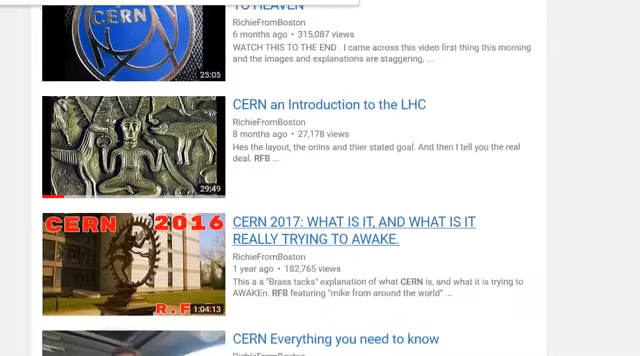 TO HEAVEN
CERN
RichieFromBoston
6 months ago • 315,087 views
WATCH THIS TO THE END . I came across this video first thing this morning
and the images and explanations are staggering, ...
25:05
CERN an Introduction to the LHC
RichieFromBoston
8 months ago • 27,178 views
Hes the layout, the oriins and thier stated goal. And then I tell you the real
deal. RFB ...
29:49
CERN 2016
CERN 2017: WHAT IS IT, AND WHAT IS IT
REALLY TRYING TO AWAKE.
RichieFromBoston
1 year ago • 182,765 views
This a a "Brass tacks" explanation of what CERN is, and what it is trying to
AWAKEn. RFB featuring "mike from around the world" ...
R.F
1:04:13
CERN Everything you need to know
RichieFromBoston